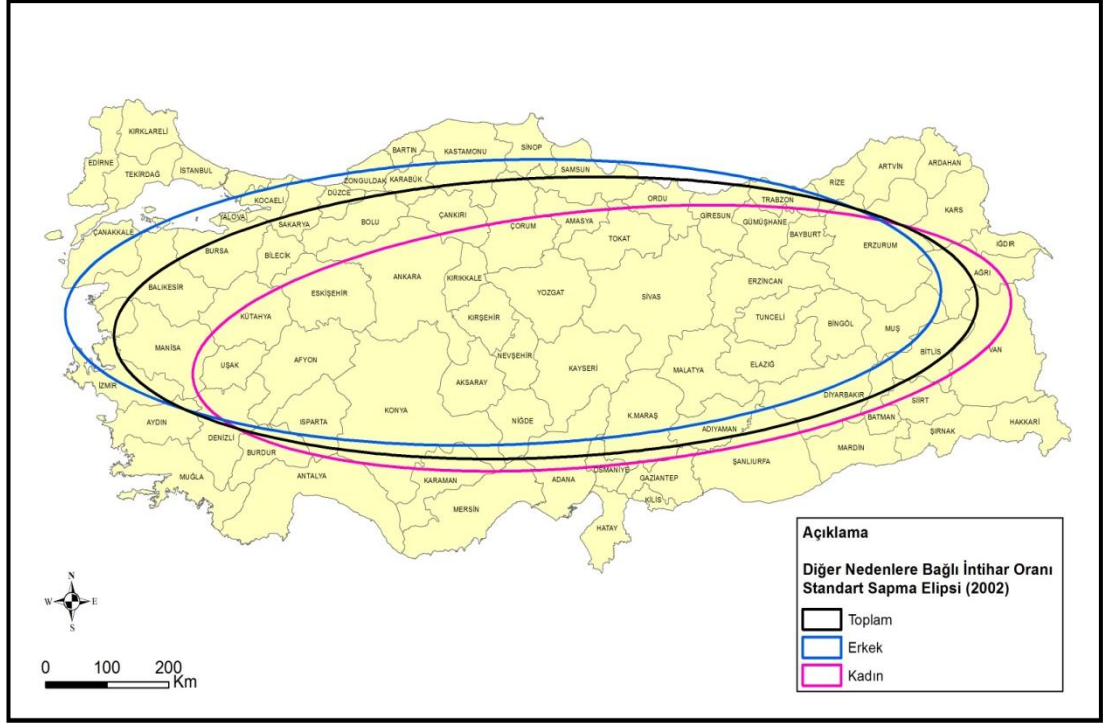 KIRKLARELİ
EDİRNE
TEKİRDAĞ
İSTANBUL
KOCAELİ
YALOVA
SAKARYA
DÜZCE
ZONGULDAK
BARTIN
KARABÜK
KASTAMONU
SİNOP
SAMSUN
ORDU
GİRESUN
TRABZON
RİZE
ARTVİN
ARDAHAN
KARS
IĞDIR
AĞRI
ÇANAKKALE
BURSA
BİLECİK
BOLU
ÇANKIRI
ÇORUM
AMASYA
TOKAT
GÜMÜŞHANE
BAYBURT
ERZURUM
BALIKESİR
KÜTAHYA
ESKİŞEHİR
ANKARA
KIRIKKALE
YOZGAT
SİVAS
ERZİNCAN
TUNCELİ
BİNGÖL
MUŞ
BİTLİS
VAN
MANİSA
UŞAK
AFYON
KIRŞEHİR
NEVŞEHİR
KAYSERİ
MALATYA
ELAZIĞ
DİYARBAKIR
BATMAN
SİİRT
İZMİR
AYDIN
DENİZLİ
ISPARTA
KONYA
AKSARAY
NİĞDE
K.MARAŞ
ADIYAMAN
ŞANLIURFA
MARDİN
ŞIRNAK
HAKKARİ
MUĞLA
BURDUR
ANTALYA
KARAMAN
MERSİN
ADANA
OSMANİYE
GAZİANTEP
KİLİS
HATAY
Açıklama
Diğer Nedenlere Bağlı İntihar Oranı
Standart Sapma Elipsi (2002)
Toplam
Erkek
Kadın
N
W E
S
0 100 200
Km